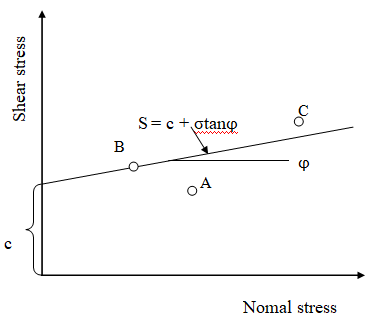 Shear stress
C
S = c + σtanφ
B
φ
A
c
Nomal stress